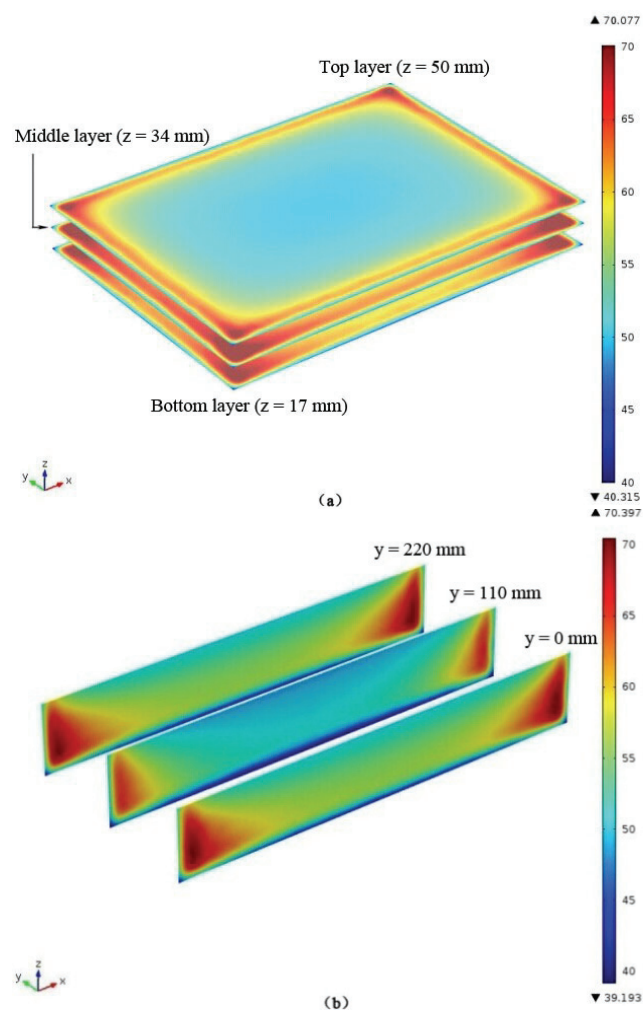 ▲ 70.077
70
Top layer (z = 50 mm)
65
Middle layer (z = 34 mm)
60
55
50
45
Bottom layer (z = 17 mm)
z
y x
40
(a)
▼ 40.315
▲ 70.397
70
y = 220 mm
y = 110 mm
65
y = 0 mm
60
55
50
45
z
y x
40
(b)
▼ 39.193